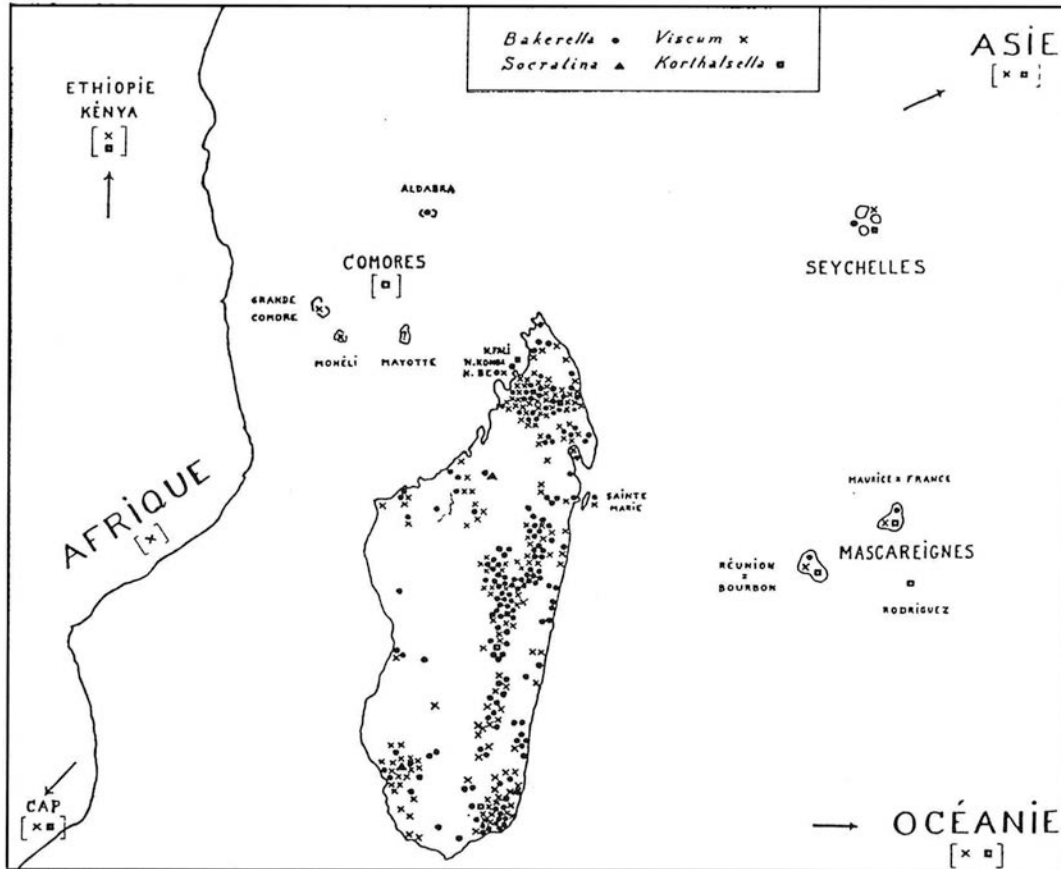 Bakerella ● Viscum ×
Socratina ▲ Korthalsella ◘
ASIE
[× ◘]
ETHIOPIE
KÉNYA
[× ◘]
ALDABRA
COMORES
[◘]
SEYCHELLES
GRANDE
COMORE
MOHÉLI
MAYOTTE
N. BE
AFRIQUE
[×]
SAINTE
MARIE
MAURICE = FRANCE
MASCAREIGNES
RÉUNION
=
BOURBON
RODRIGUEZ
CAP
[× ◘]
OCÉANIE
[× ◘]